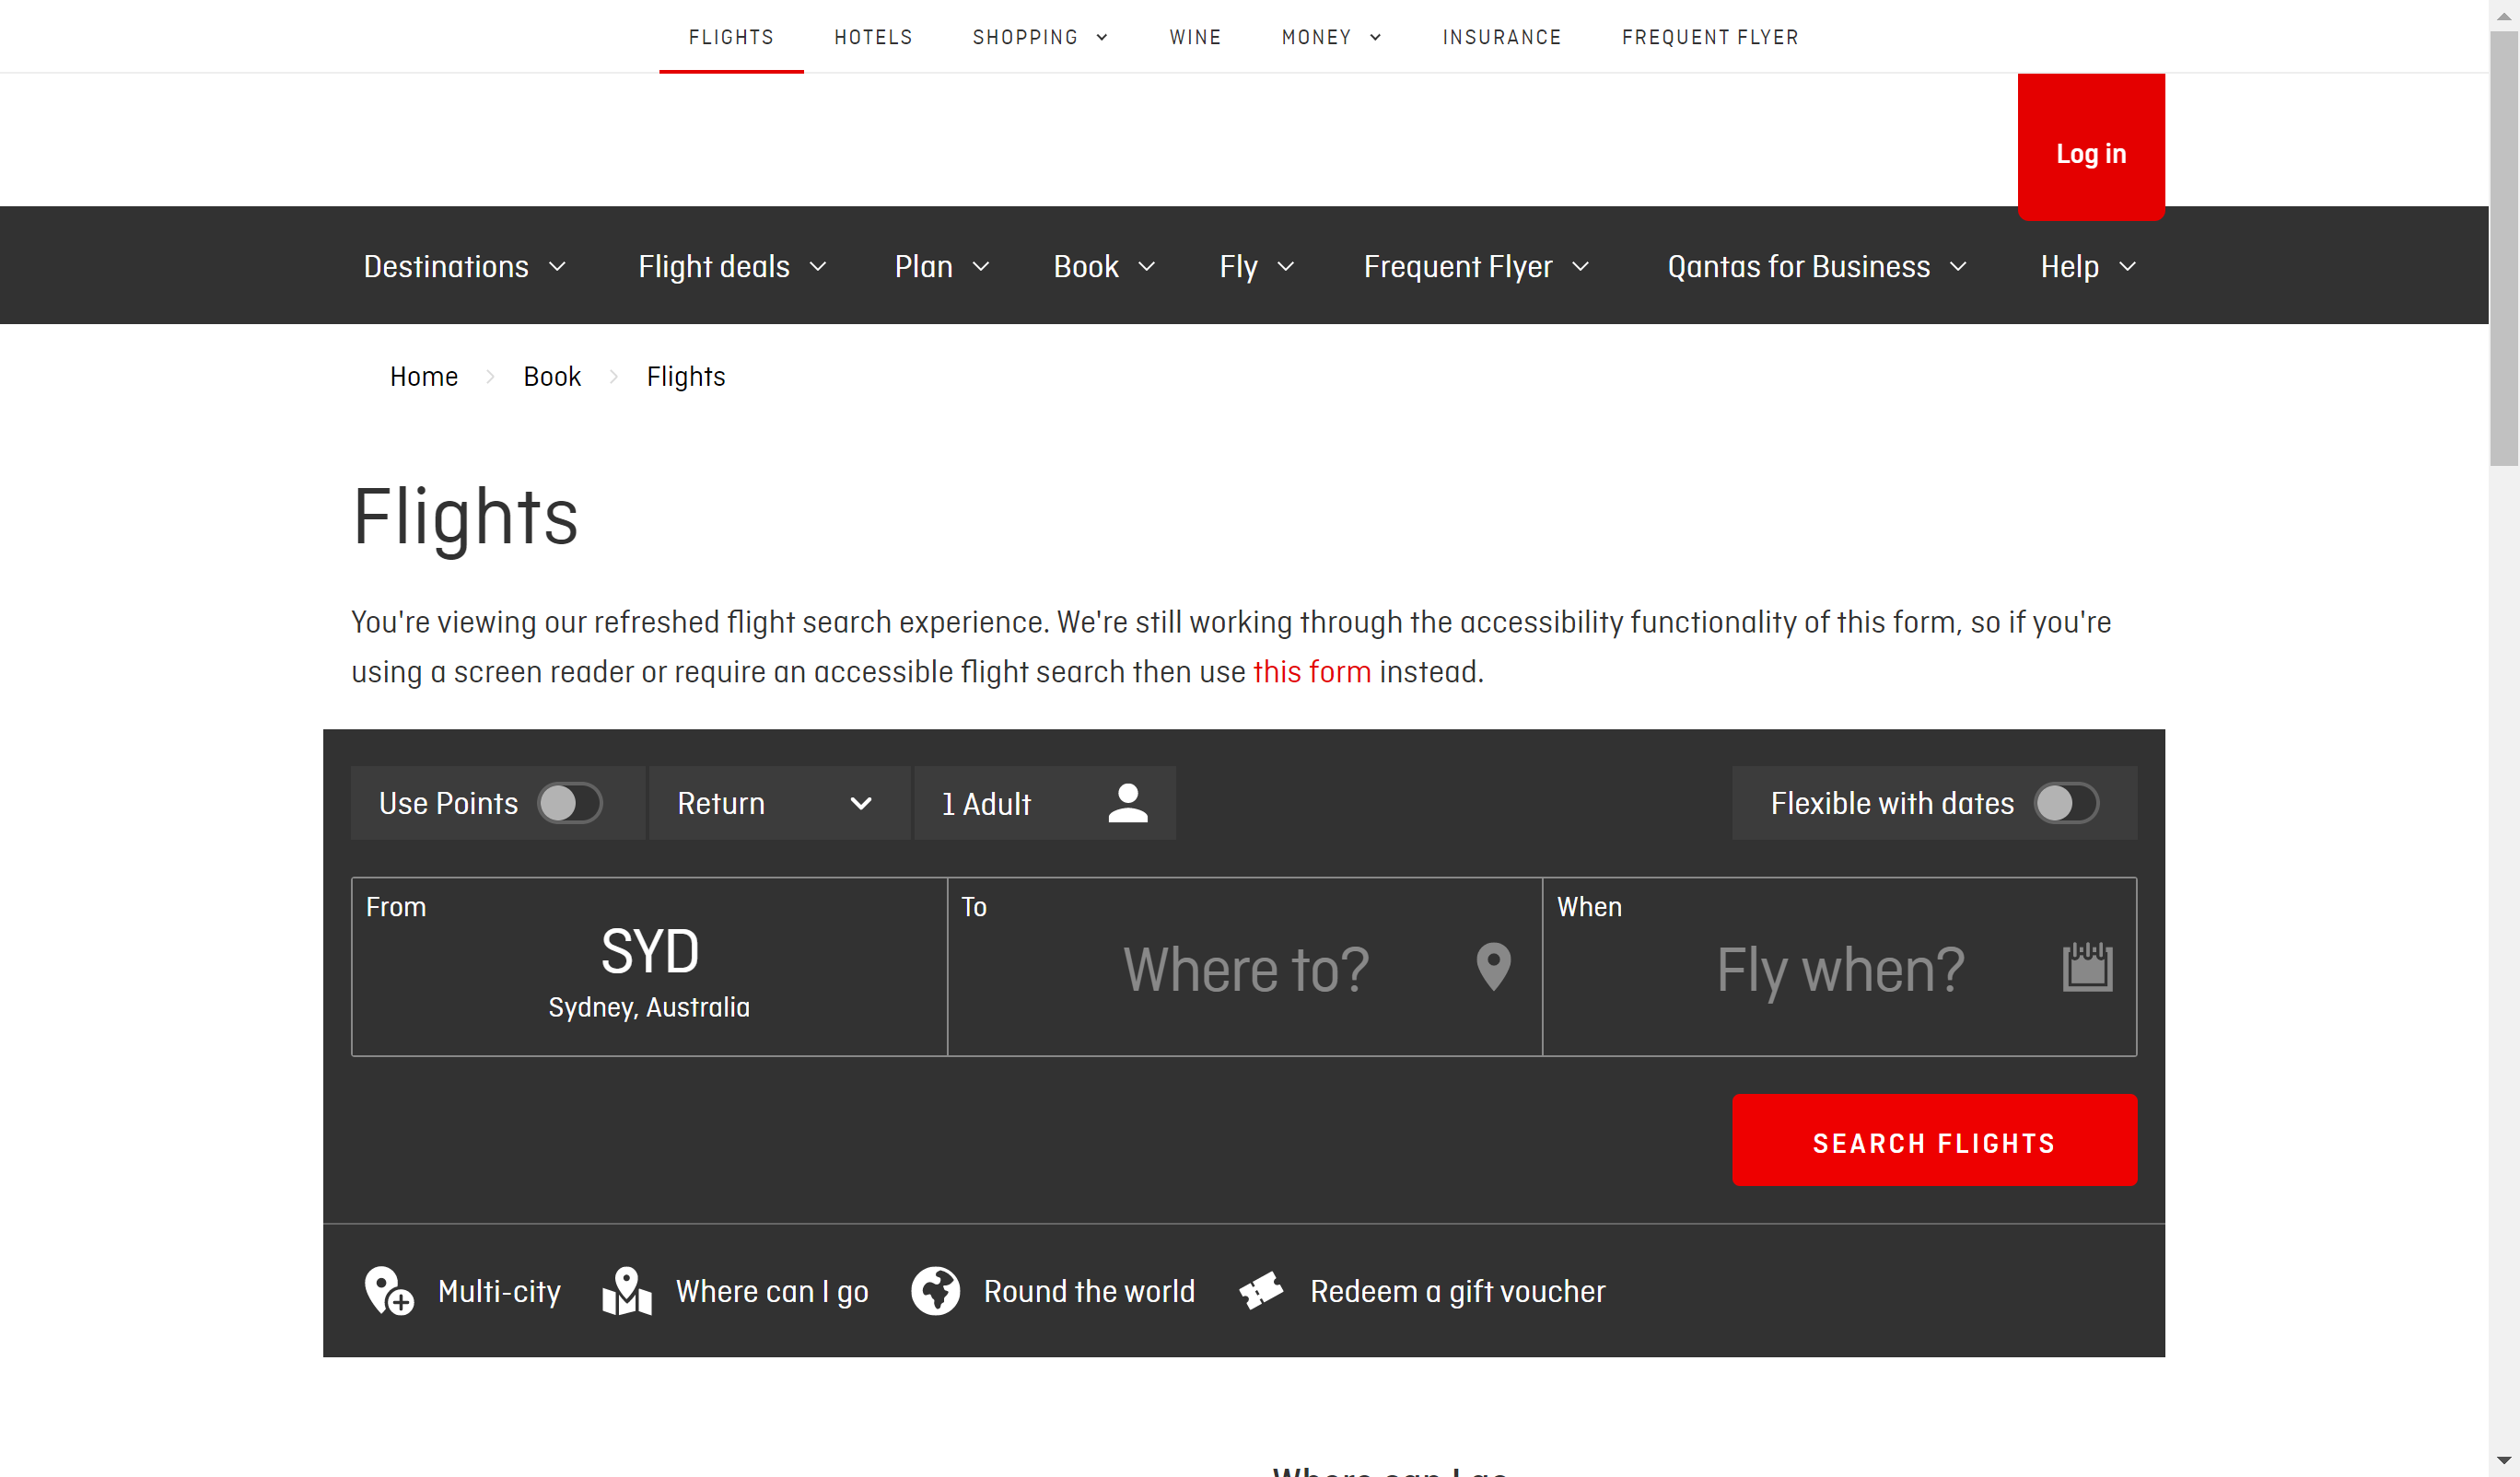 FLIGHTS HOTELS SHOPPING WINE MONEY INSURANCE FREQUENT FLYER
Log in
Destinations Flight deals Plan Book Fly Frequent Flyer Qantas for Business Help
Home Book Flights
Flights
You're viewing our refreshed flight search experience. We're still working through the accessibility functionality of this form, so if you're
using a screen reader or require an accessible flight search then use this form instead.
Use Points Return 1 Adult Flexible with dates
From To When
SYD Where to? Fly when?
Sydney, Australia
SEARCH FLIGHTS
Multi-city Where can I go Round the world Redeem a gift voucher
Where can I go